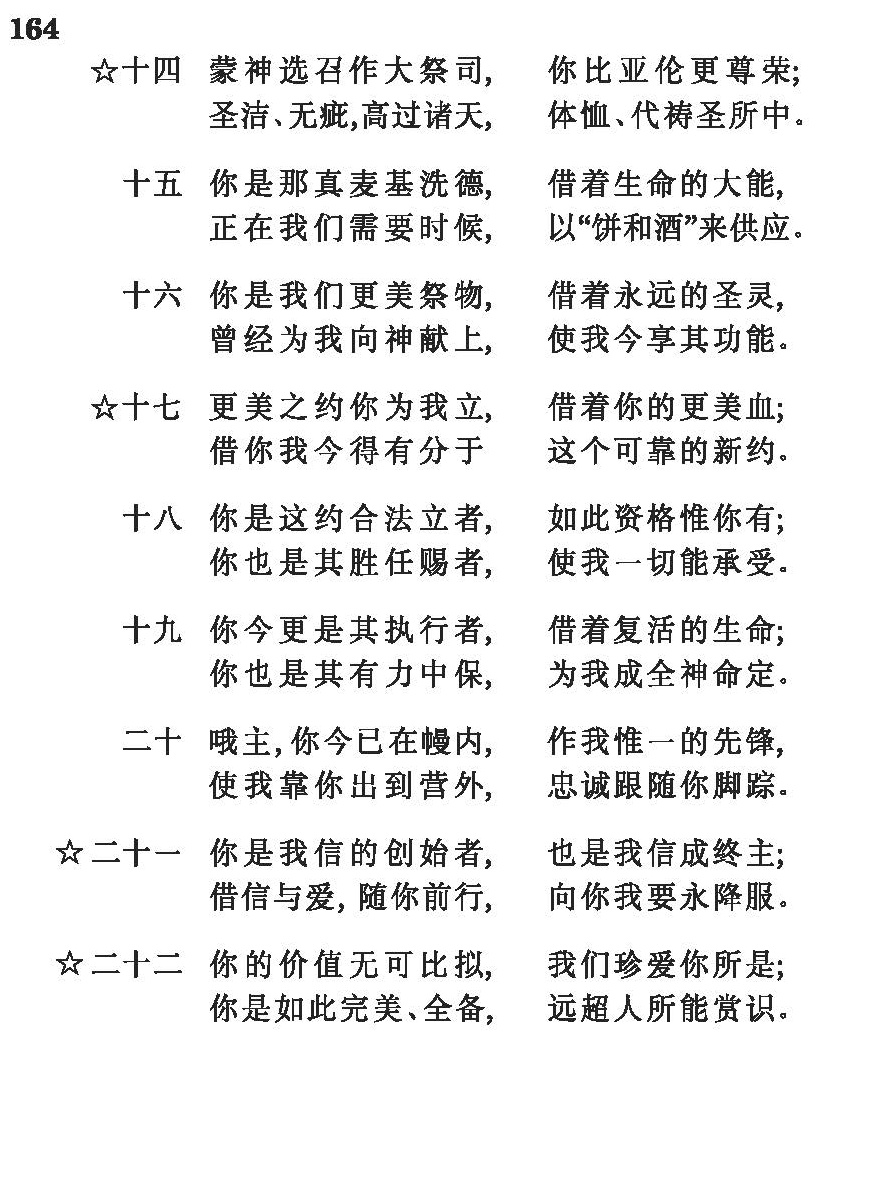 164
☆十四 蒙神选召作大祭司, 你比亚伦更尊荣;
圣洁、无疵,高过诸天, 体恤、代祷圣所中。
十五 你是那真麦基洗德, 借着生命的大能,
正在我们需要时候, 以“饼和酒”来供应。
十六 你是我们更美祭物, 借着永远的圣灵,
曾经为我向神献上, 使我今享其功能。
☆十七 更美之约你为我立, 借着你的更美血;
借你我今得有分于 这个可靠的新约。
十八 你是这约合法立者, 如此资格惟你有;
你也是其胜任赐者, 使我一切能承受。
十九 你今更是其执行者, 借着复活的生命;
你也是其有力中保, 为我成全神命定。
二十 哦主,你今已在幔内, 作我惟一的先锋,
使我靠你出到营外, 忠诚跟随你脚踪。
☆二十一 你是我信的创始者, 也是我信成终主;
借信与爱,随你前行, 向你我要永降服。
☆二十二 你的价值无可比拟, 我们珍爱你所是;
你是如此完美、全备, 远超人所能赏识。